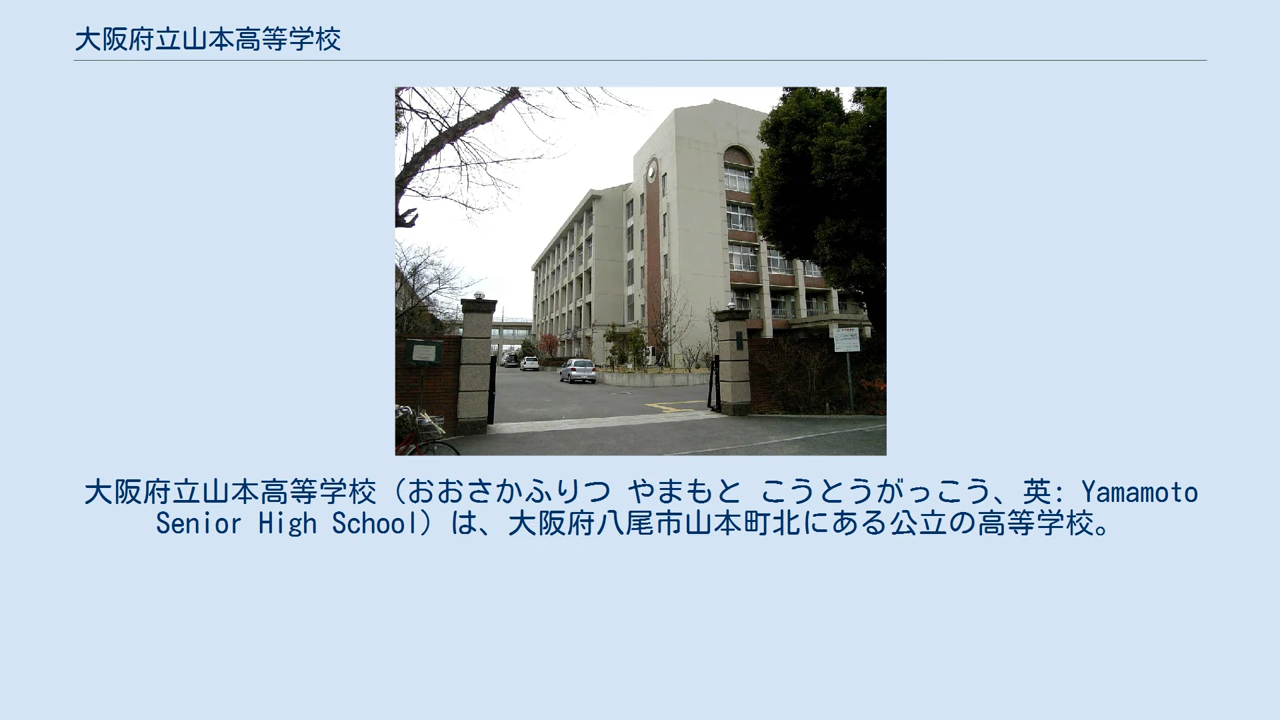 大阪府立山本高等学校
大阪府立山本高等学校（おおさかふりつ やまもと こうとうがっこう、英: Yamamoto
Senior High School）は、大阪府八尾市山本町北にある公立の高等学校。